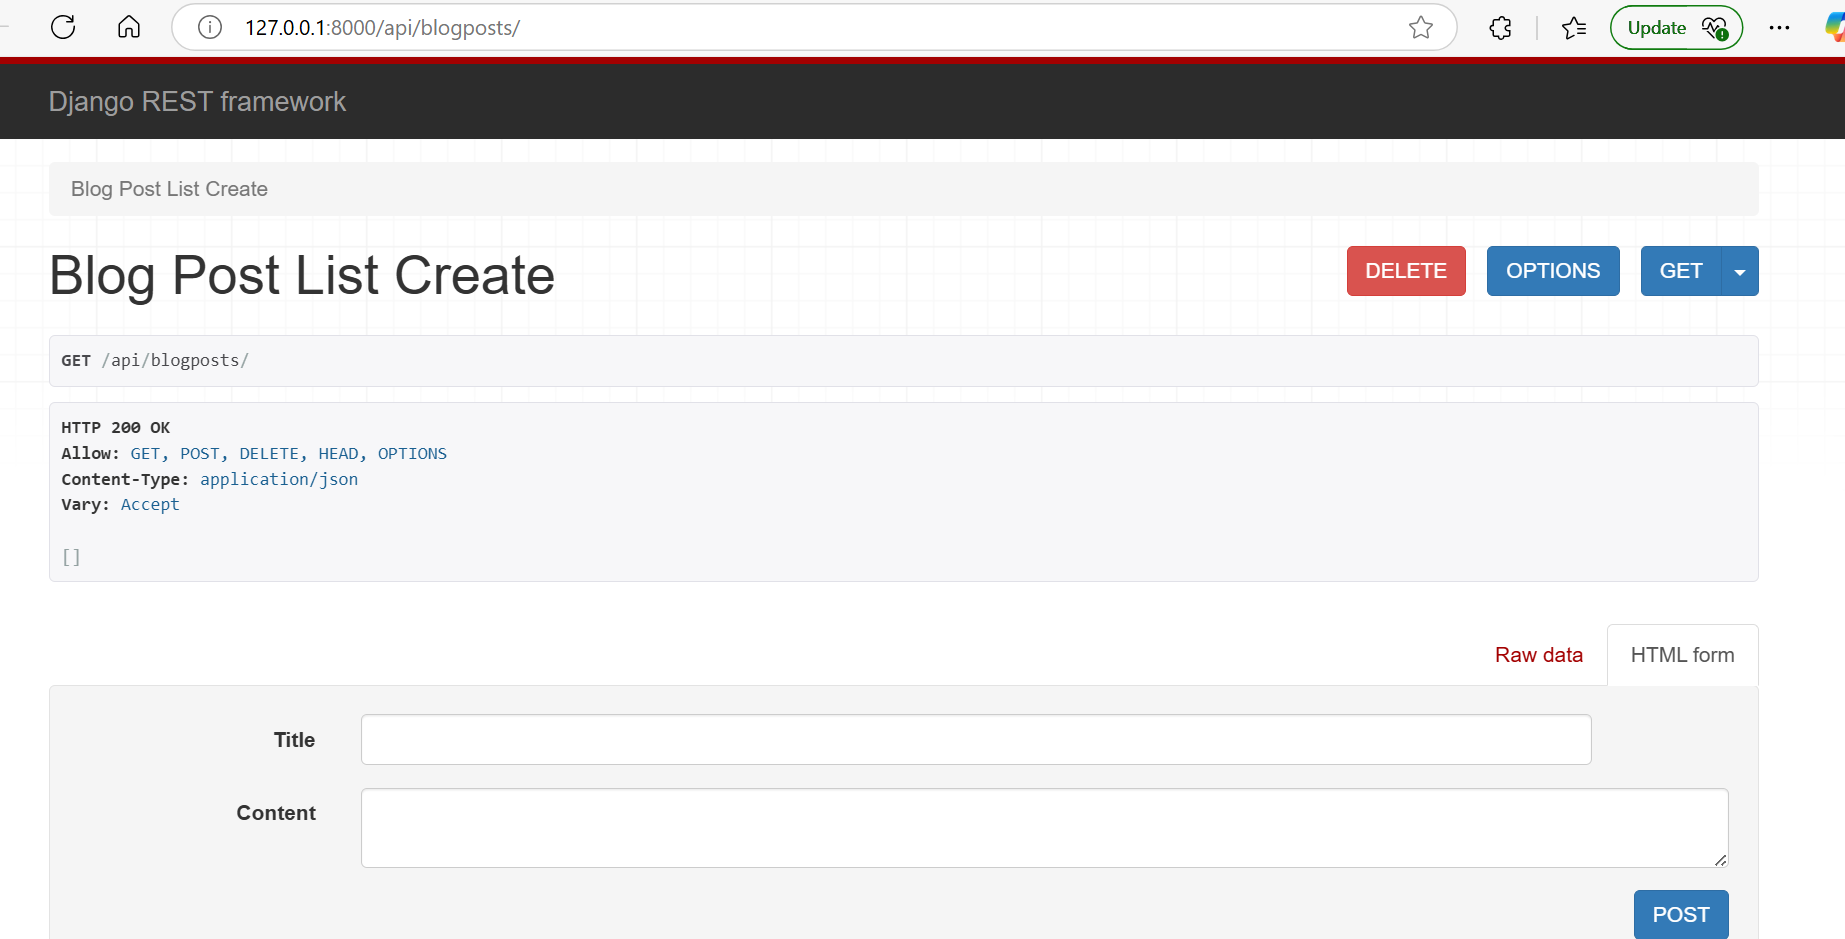 127.0.0.1:8000/api/blogposts/
Update
Django REST framework
Blog Post List Create
Blog Post List Create
DELETE
OPTIONS
GET
GET /api/blogposts/
HTTP 200 OK
Allow: GET, POST, DELETE, HEAD, OPTIONS
Content-Type: application/json
Vary: Accept
[]
Raw data
HTML form
Title
Content
POST